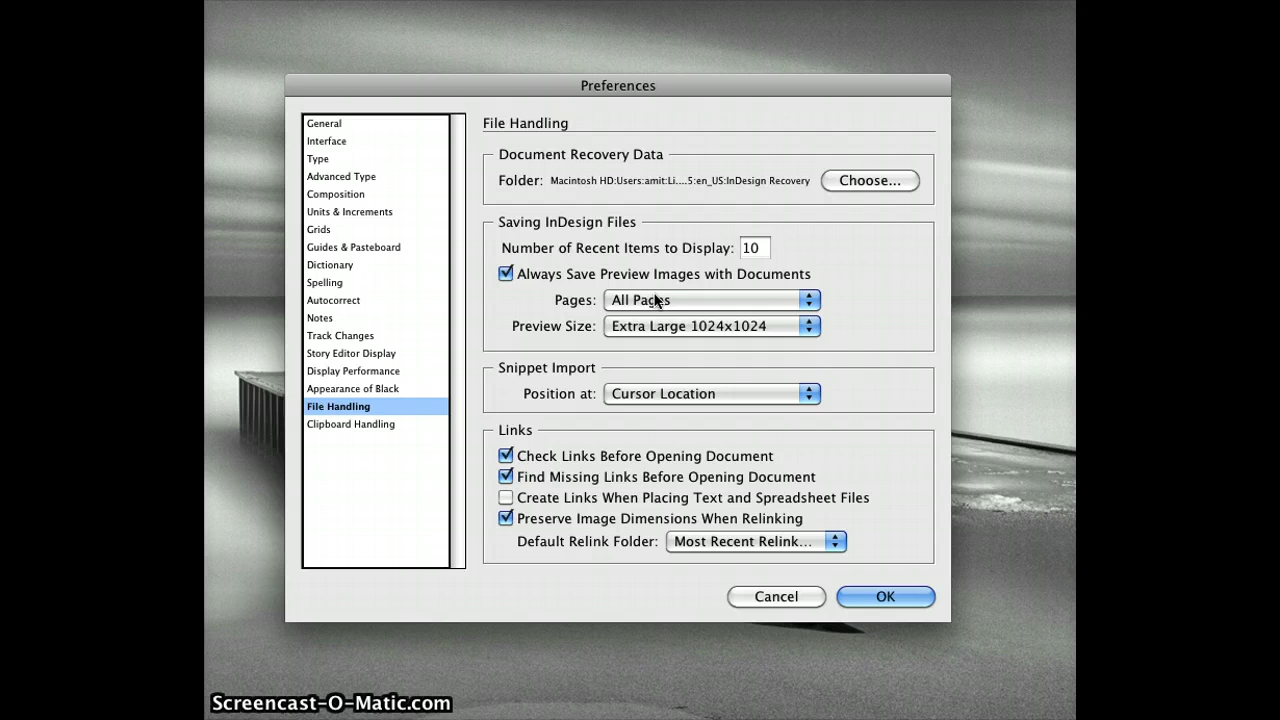 Preferences
General
Interface
Type
Advanced Type
Composition
Units & Increments
Grids
Guides & Pasteboard
Dictionary
Spelling
Autocorrect
Notes
Track Changes
Story Editor Display
Display Performance
Appearance of Black
File Handling
Clipboard Handling
File Handling
Document Recovery Data
Folder: Macintosh HD:Users:amit:Li....5:en_US:InDesign Recovery Choose...
Saving InDesign Files
Number of Recent Items to Display: 10
Always Save Preview Images with Documents
Pages: All Pages
Preview Size: Extra Large 1024x1024
Snippet Import
Position at: Cursor Location
Links
Check Links Before Opening Document
Find Missing Links Before Opening Document
Create Links When Placing Text and Spreadsheet Files
Preserve Image Dimensions When Relinking
Default Relink Folder: Most Recent Relink...
Cancel OK
Screencast-O-Matic.com